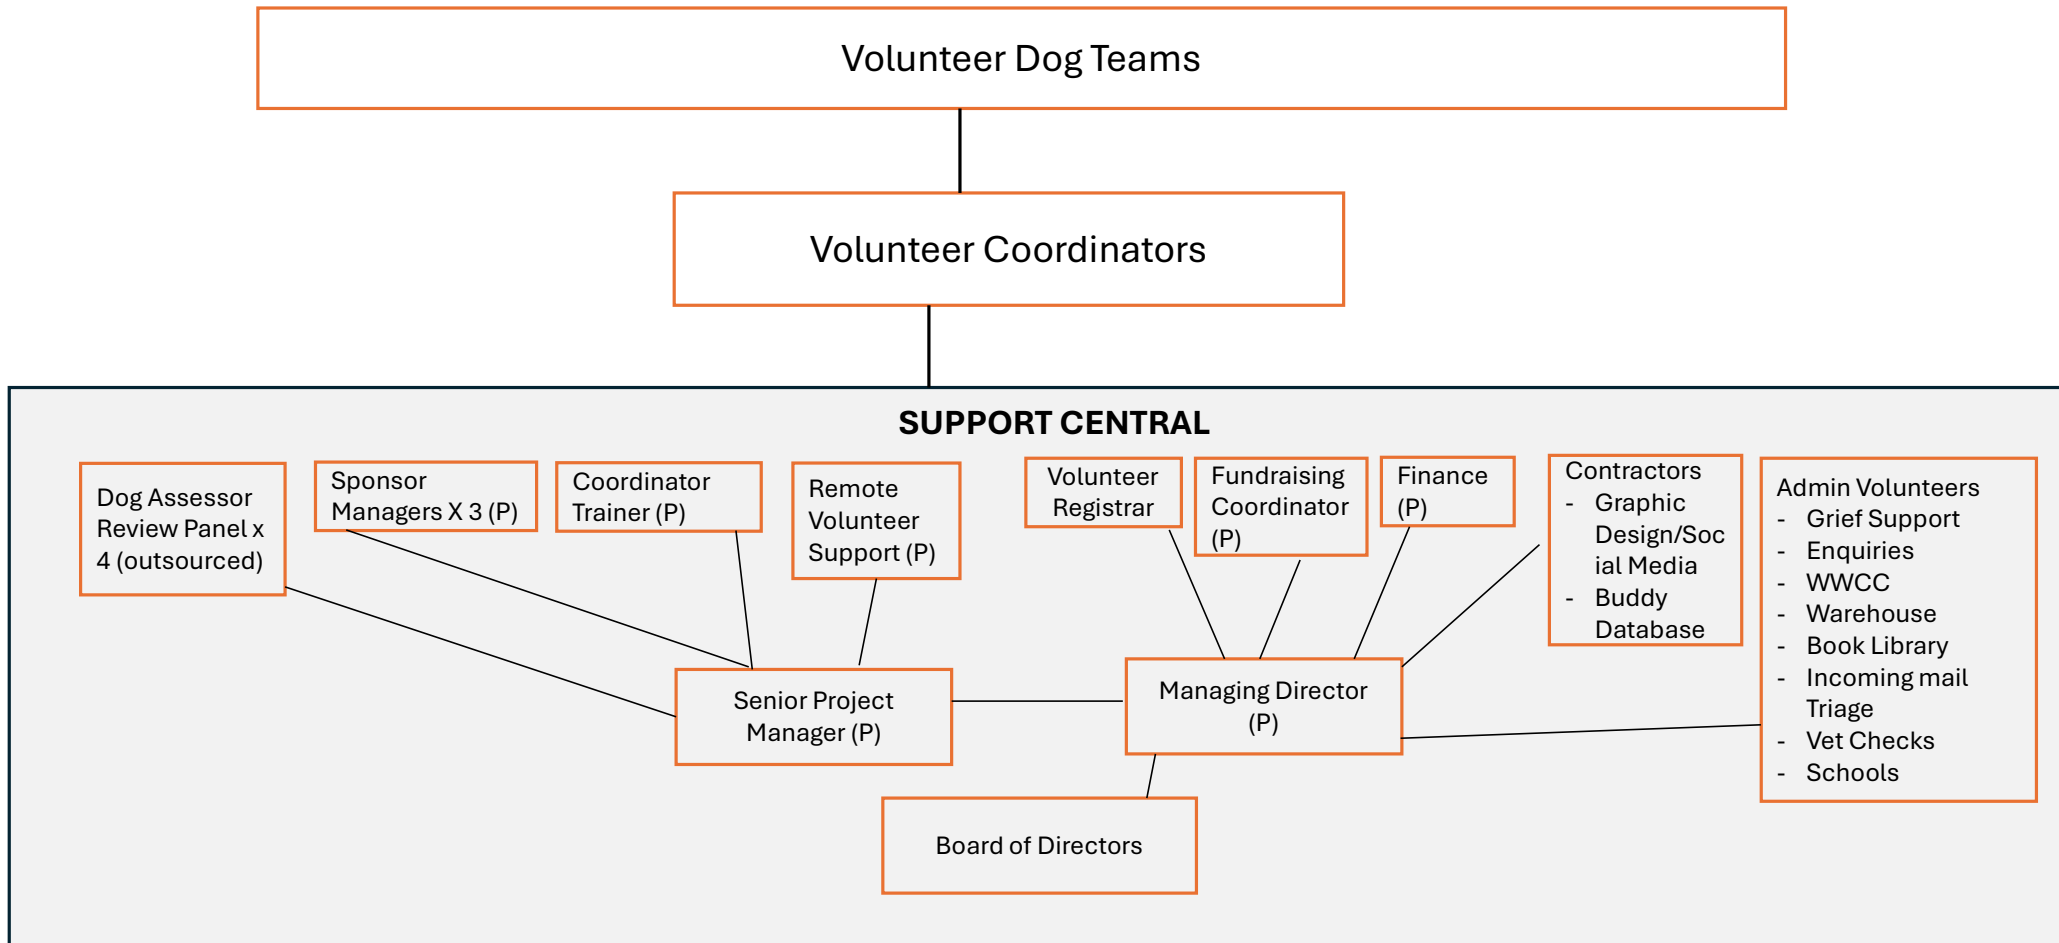 Volunteer Dog Teams
Volunteer Coordinators
SUPPORT CENTRAL
Dog Assessor
Review Panel x
4 (outsourced)
Sponsor
Managers X 3 (P)
Coordinator
Trainer (P)
Remote
Volunteer
Support (P)
Volunteer
Registrar
Fundraising
Coordinator
(P)
Finance
(P)
Contractors
- Graphic
Design/Soc
ial Media
- Buddy
Database
Admin Volunteers
- Grief Support
- Enquiries
- WWCC
- Warehouse
- Book Library
- Incoming mail
Triage
- Vet Checks
- Schools
Senior Project
Manager (P)
Managing Director
(P)
Board of Directors